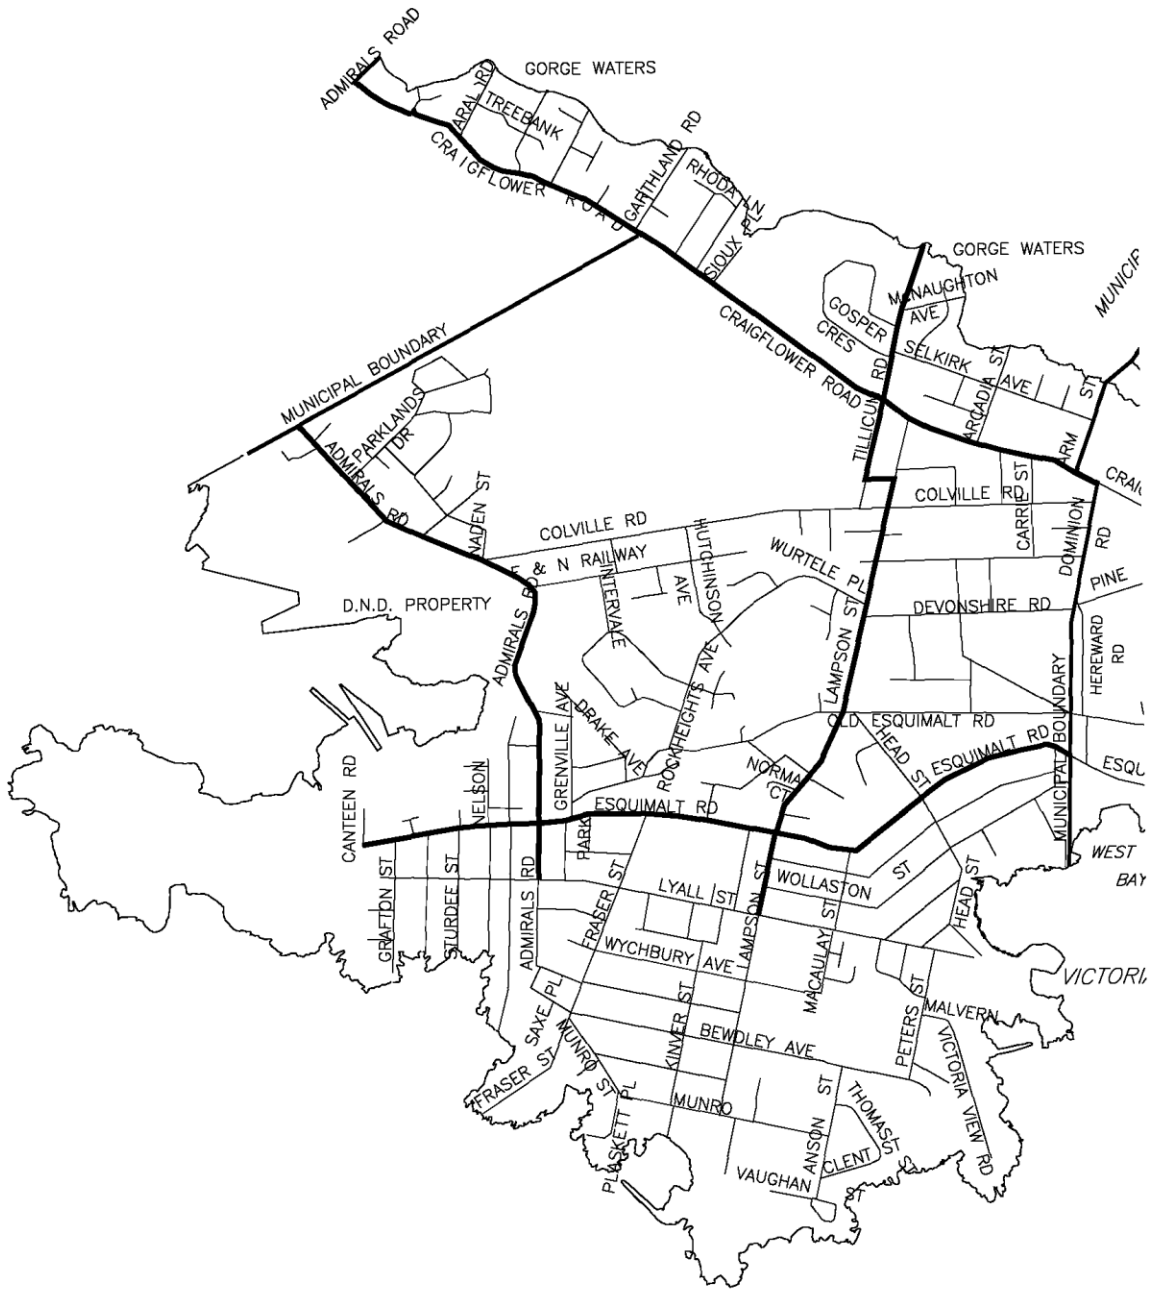 ADMIRALS ROAD
GORGE WATERS
ARAL RD
TREEBANK
CRAIGFLOWER ROAD
GARTHLAND RD
RHODA LN
SIOUX PL
GORGE WATERS
MUNICIP
McNAUGHTON
AVE
GOSPER
CRES
CRAIGFLOWER ROAD
SELKIRK AVE
TILLICUM RD
ARCADIA ST
ARM ST
MUNICIPAL BOUNDARY
PARKLANDS
DR
ADMIRALS RD
NADEN ST
COLVILLE RD
COLVILLE RD
CARRIE ST
CRAIG
DOMINION RD
E & N RAILWAY
HUTCHINSON
AVE
INTERVALE
WURTELE PL
PINE
D.N.D. PROPERTY
DEVONSHIRE RD
ADMIRALS RD
LAMPSON ST
HEREWARD
RD
ROCKHEIGHTS AVE
DRAKE AVE
GRENVILLE AVE
OLD ESQUIMALT RD
HEAD ST
ESQUIMALT RD
MUNICIPAL BOUNDARY
ESQU
CANTEEN RD
NELSON
NORMA
CT
ESQUIMALT RD
PARK
WEST
BAY
GRAFTON ST
STURDEE ST
ADMIRALS RD
FRASER ST
LYALL ST
WOLLASTON ST
HEAD ST
LAMPSON ST
MACAULAY ST
WYCHBURY AVE
VICTORI
SAXE PL
KINVER ST
PETERS ST
MALVERN
BEWDLEY AVE
MUNRO ST
FRASER ST
VICTORIA VIEW RD
PLASKETT PL
MUNRO
ANSON ST
THOMAS ST
CLENT ST
VAUGHAN ST